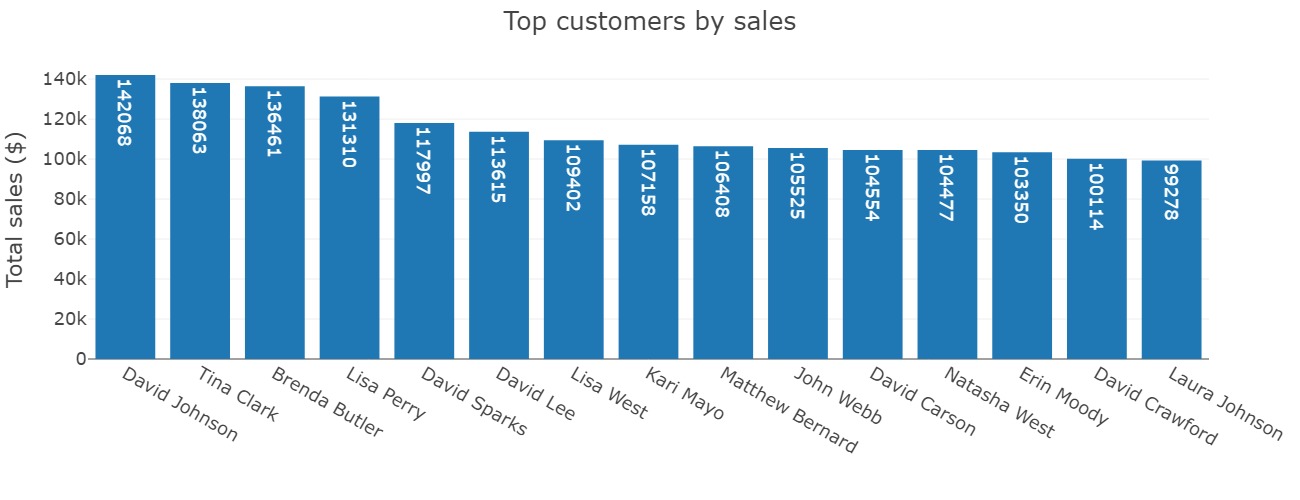 Top customers by sales
Total sales ($)
140k
120k
100k
80k
60k
40k
20k
0
142068
138063
136461
131310
117997
113615
109402
107158
106408
105525
104554
104477
103350
100114
99278
David Johnson
Tina Clark
Brenda Butler
Lisa Perry
David Sparks
David Lee
Lisa West
Kari Mayo
Matthew Bernard
John Webb
David Carson
Natasha West
Erin Moody
David Crawford
Laura Johnson